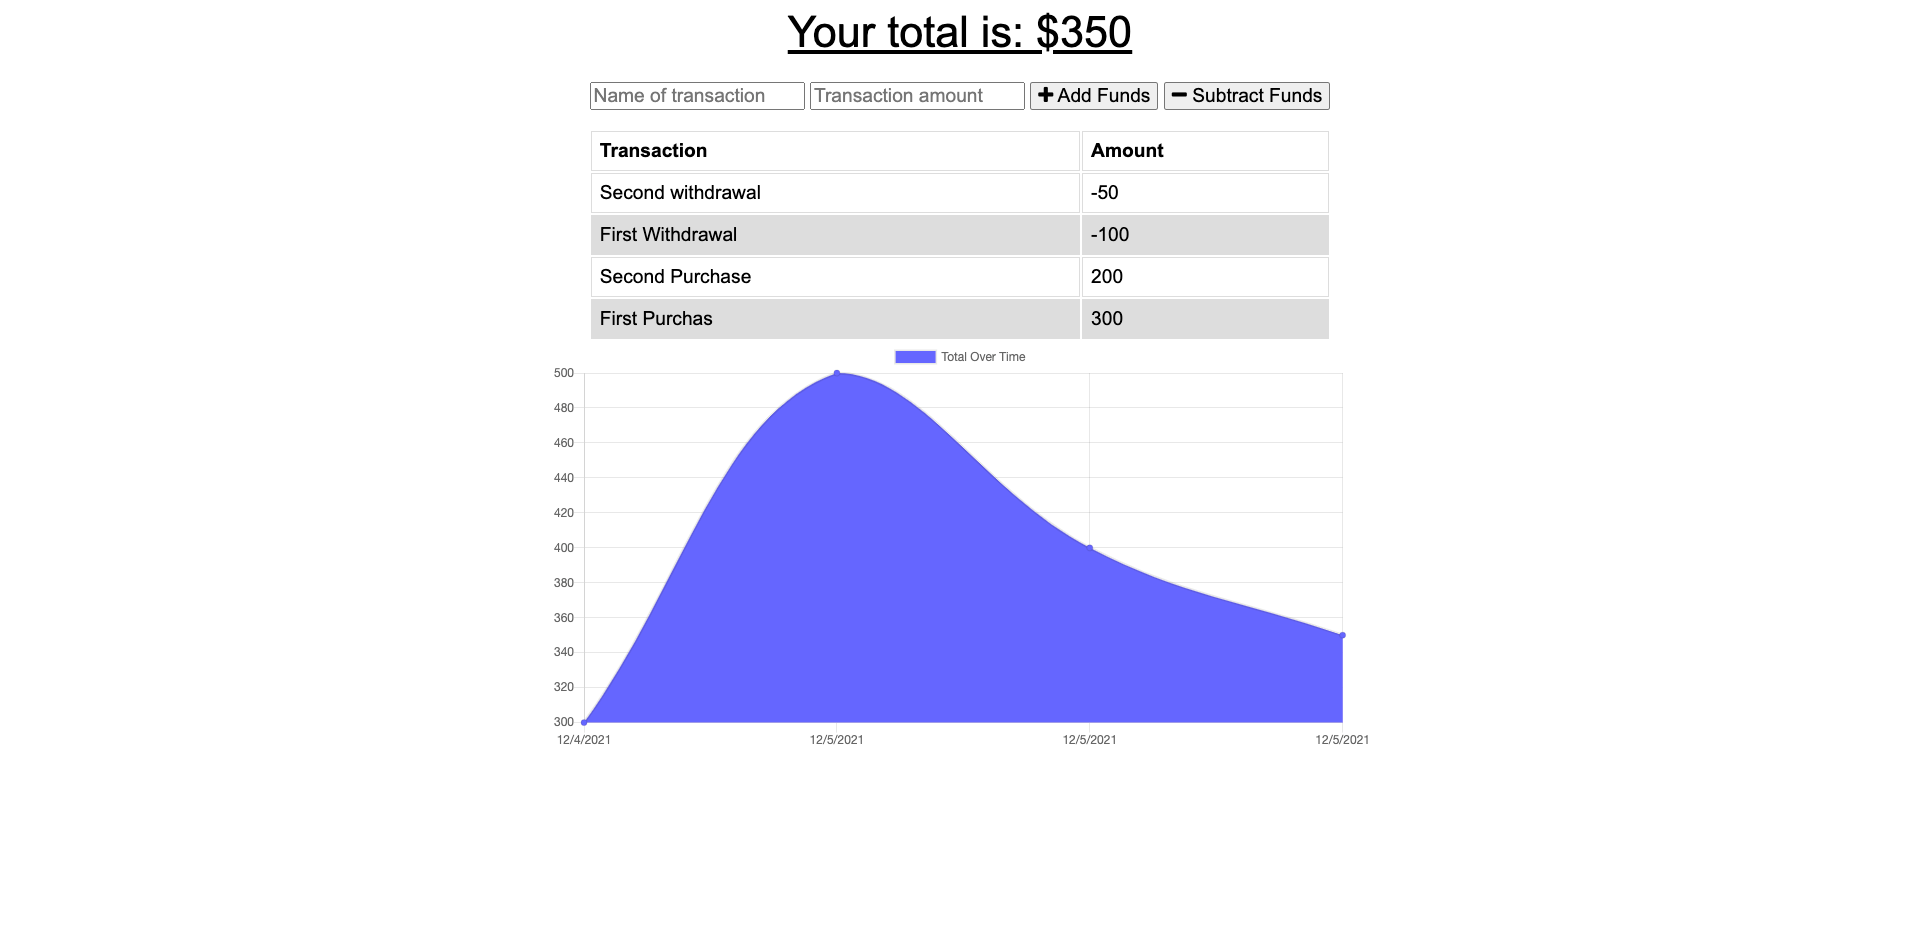 Your total is: $350
Name of transaction Transaction amount Add Funds Subtract Funds
Transaction Amount
Second withdrawal -50
First Withdrawal -100
Second Purchase 200
First Purchas 300
Total Over Time
500
480
460
440
420
400
380
360
340
320
300
12/4/2021 12/5/2021 12/5/2021 12/5/2021